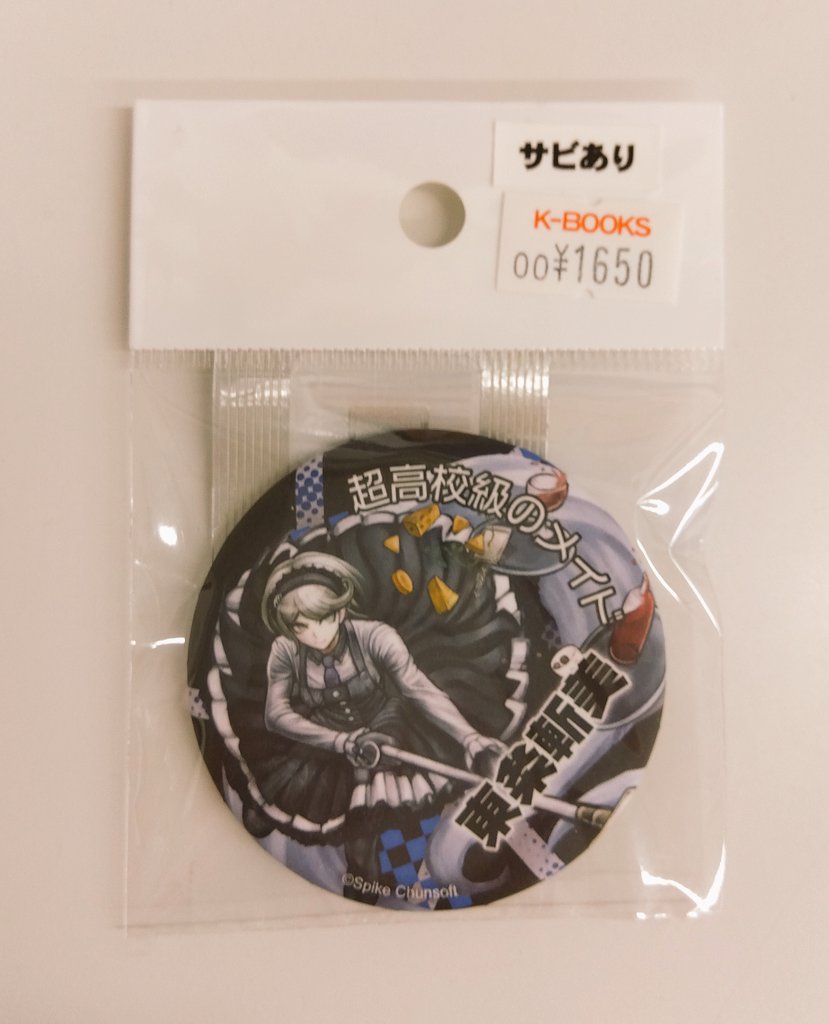 サビあり
K-BOOKS
00¥1650
超高校級のメイド
東条斬美
©Spike Chunsoft